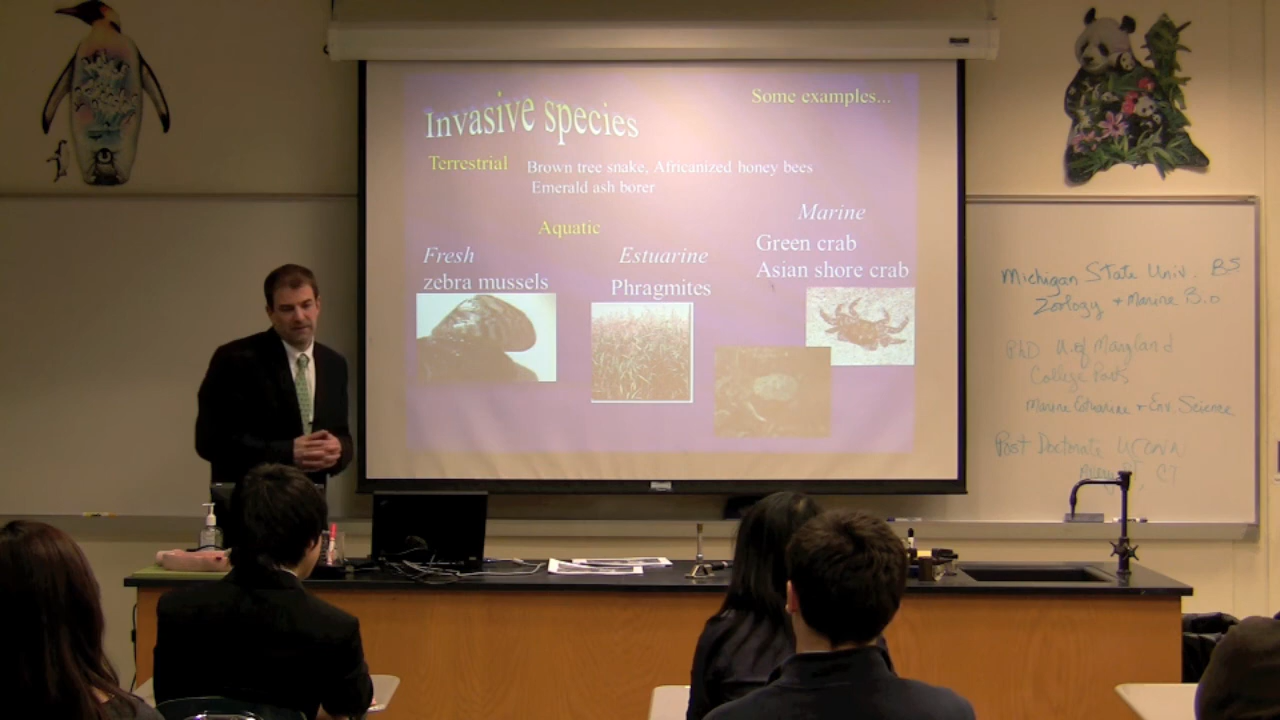 Invasive species
Some examples...
Terrestrial Brown tree snake, Africanized honey bees
Emerald ash borer
Aquatic
Fresh
zebra mussels
Estuarine
Phragmites
Marine
Green crab
Asian shore crab
Michigan State Univ. BS
Zoology + Marine Bio
PhD U. of Maryland
College Park
Marine Estuarine + Env. Science
Post Doctorate UCONN
CT